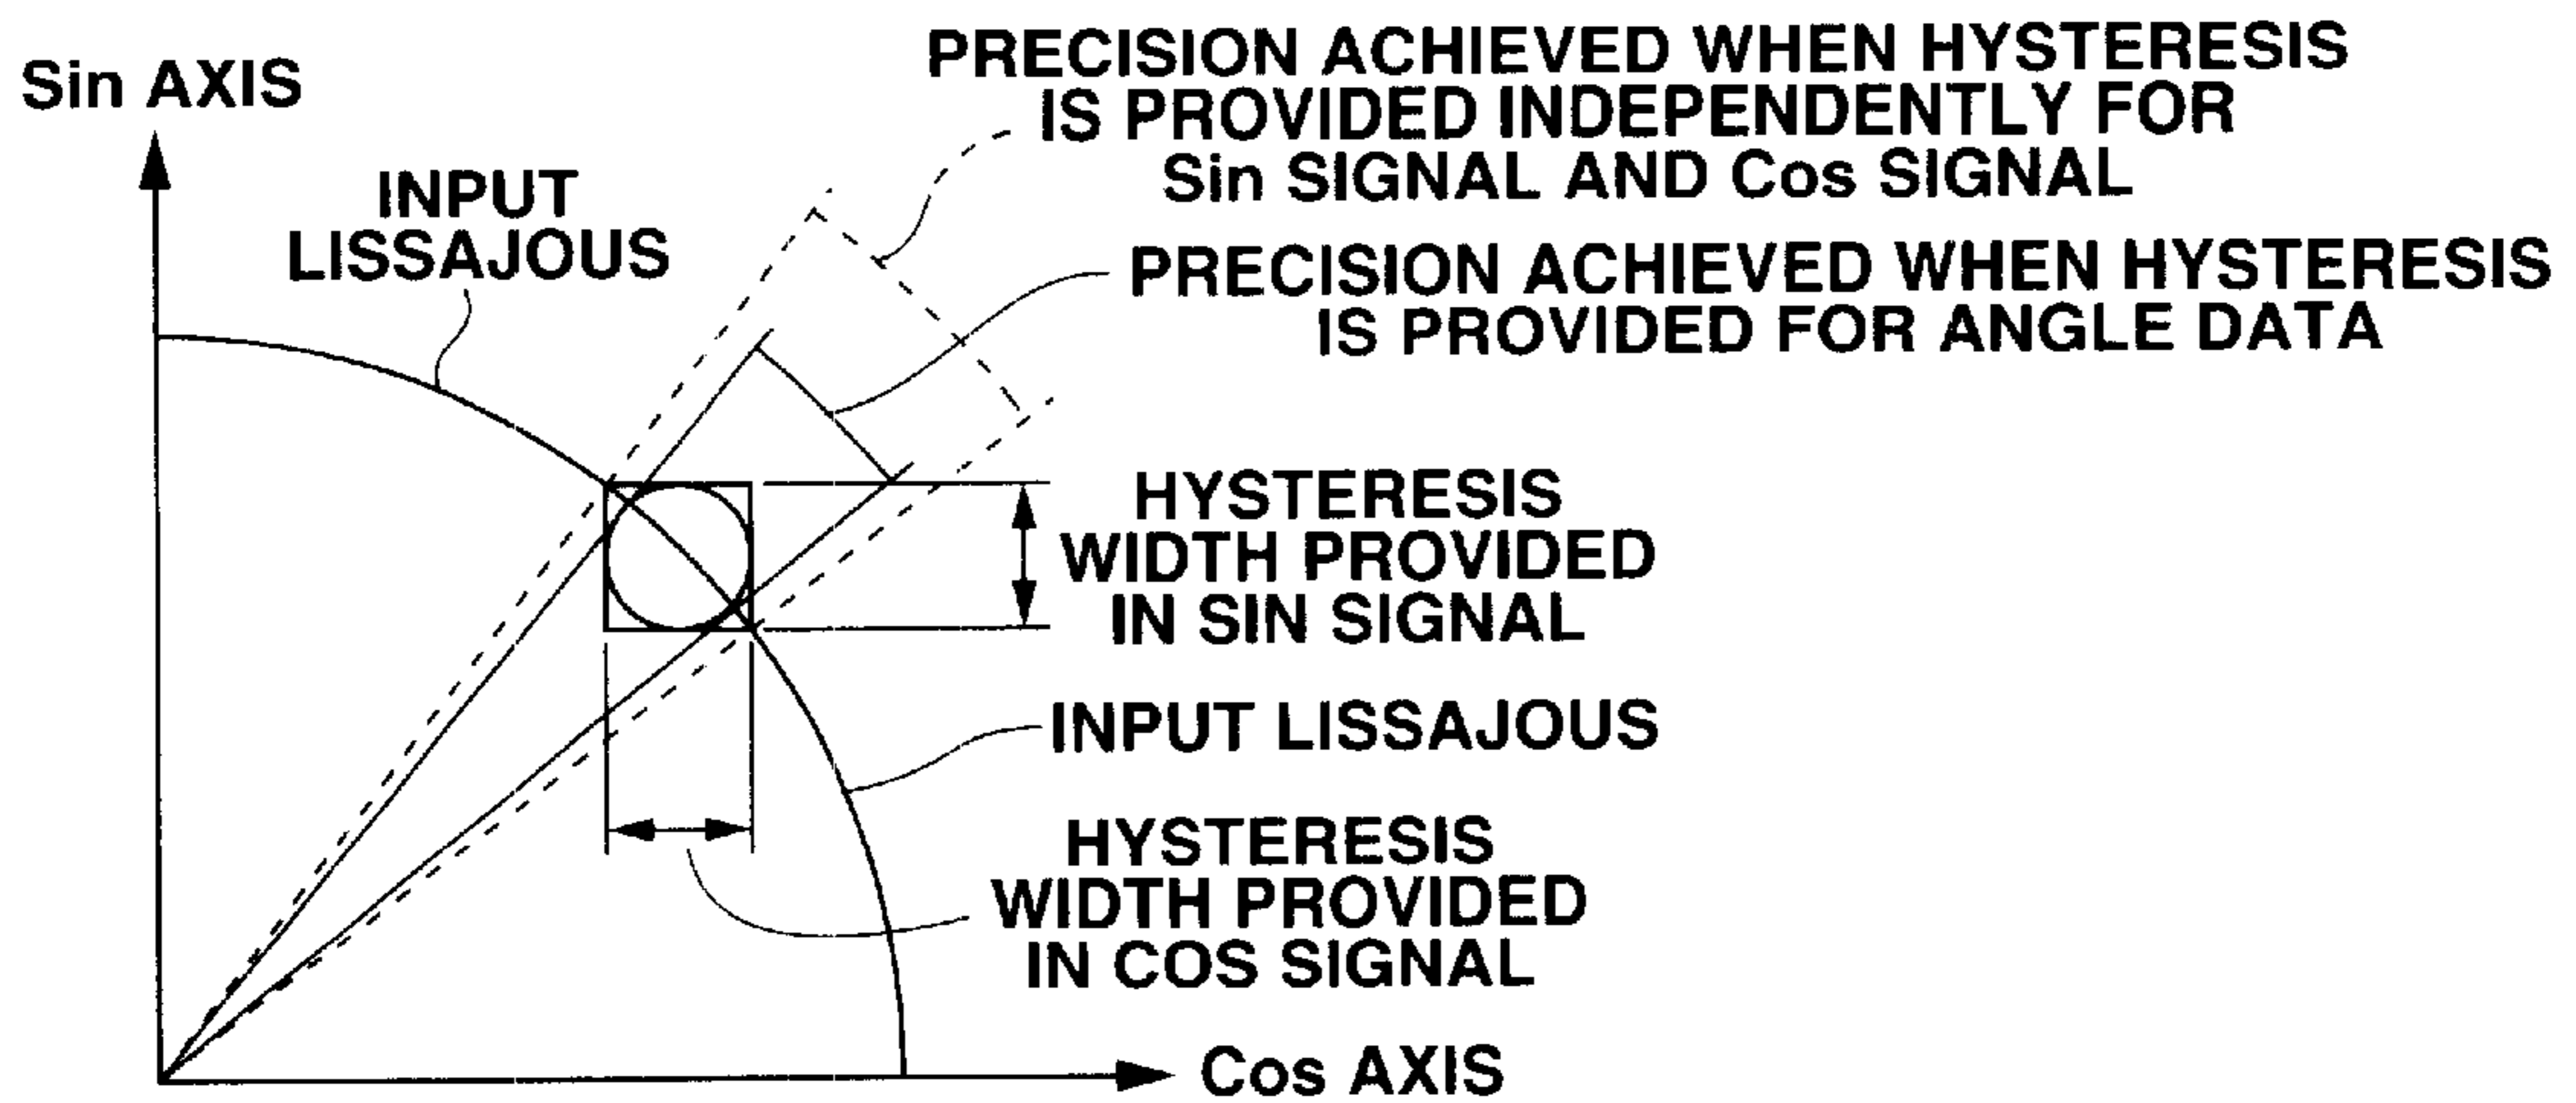 PRECISION ACHIEVED WHEN HYSTERESIS
IS PROVIDED INDEPENDENTLY FOR
Sin SIGNAL AND Cos SIGNAL
Sin AXIS
INPUT
LISSAJOUS
PRECISION ACHIEVED WHEN HYSTERESIS
IS PROVIDED FOR ANGLE DATA
HYSTERESIS
WIDTH PROVIDED
IN SIN SIGNAL
INPUT LISSAJOUS
HYSTERESIS
WIDTH PROVIDED
IN COS SIGNAL
Cos AXIS